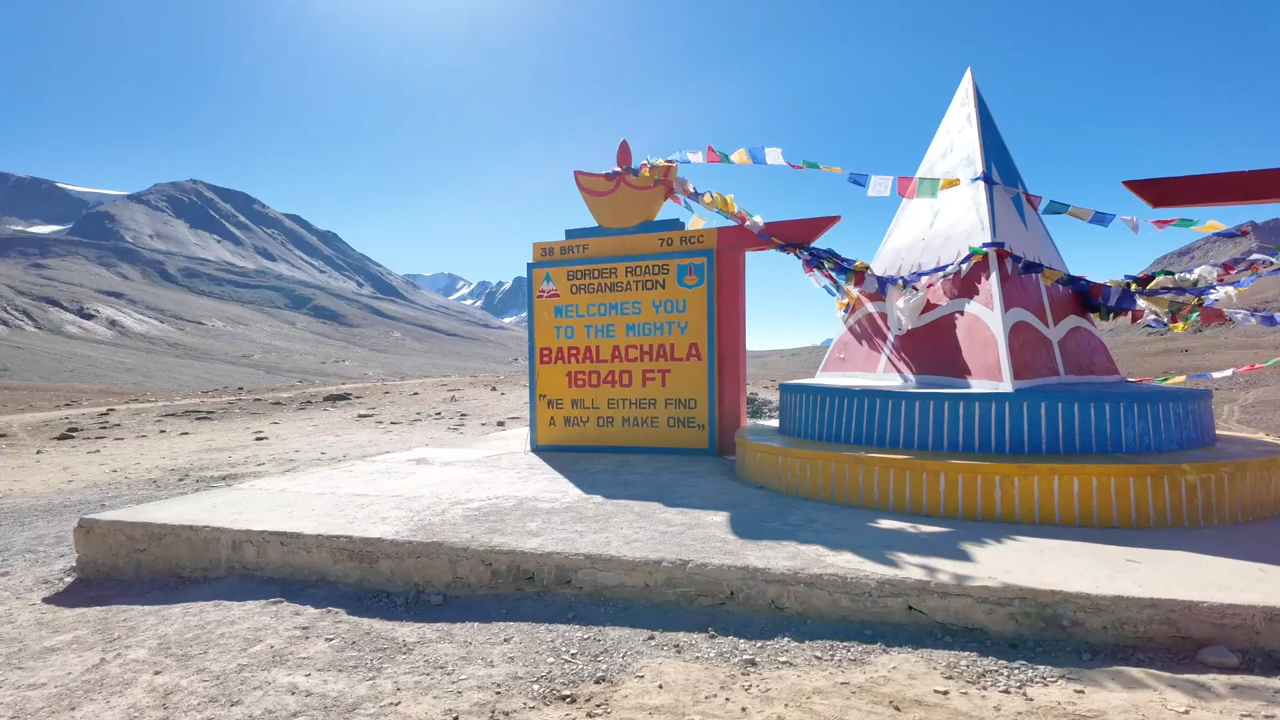 38 BRTF 70 RCC
BORDER ROADS
ORGANISATION
WELCOMES YOU
TO THE MIGHTY
BARALACHALA
16040 FT
"WE WILL EITHER FIND
A WAY OR MAKE ONE„